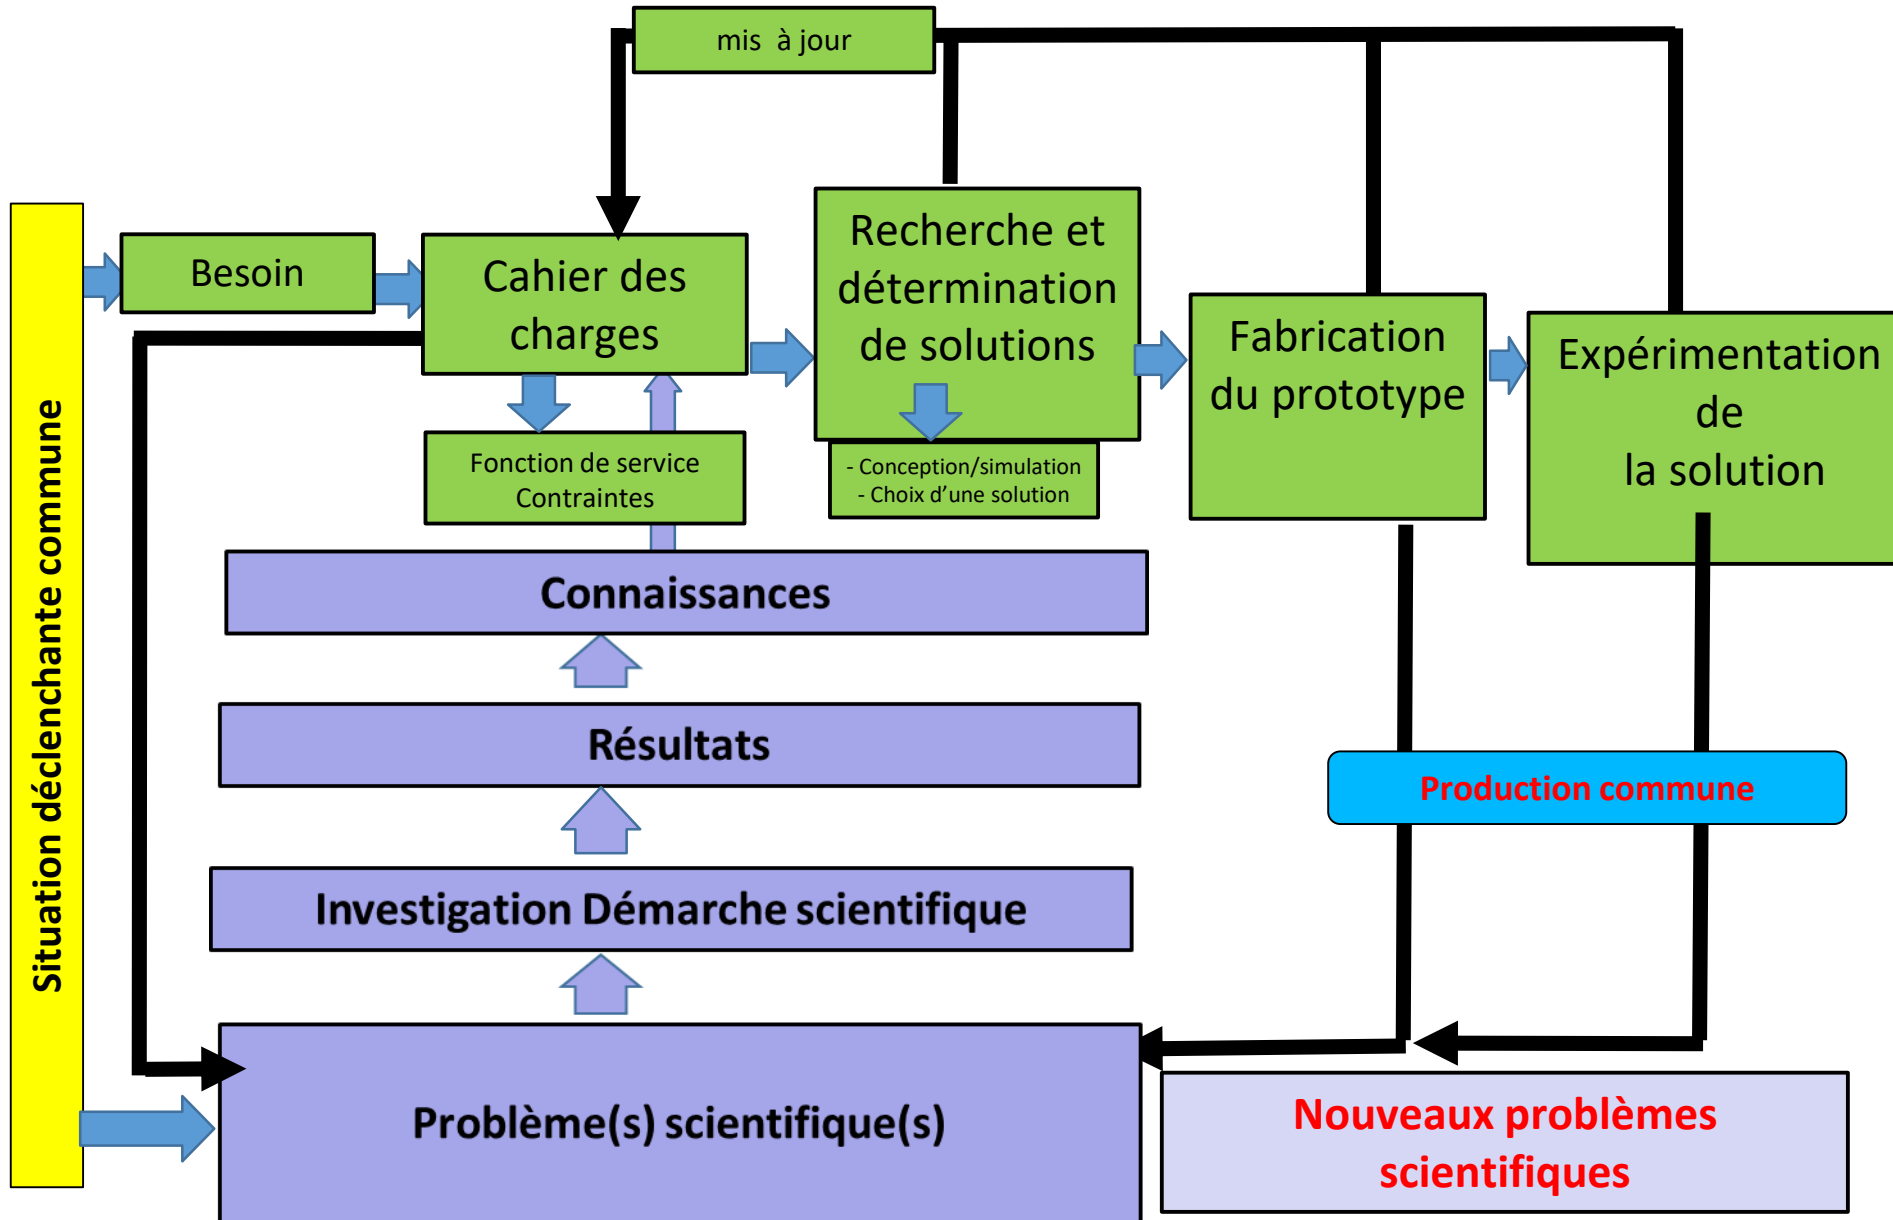 mis à jour
Situation déclenchante commune
Besoin
Cahier des
charges
Recherche et
détermination
de solutions
Fabrication
du prototype
Expérimentation
de
la solution
Fonction de service
Contraintes
- Conception/simulation
- Choix d’une solution
Connaissances
Résultats
Production commune
Investigation Démarche scientifique
Problème(s) scientifique(s)
Nouveaux problèmes
scientifiques